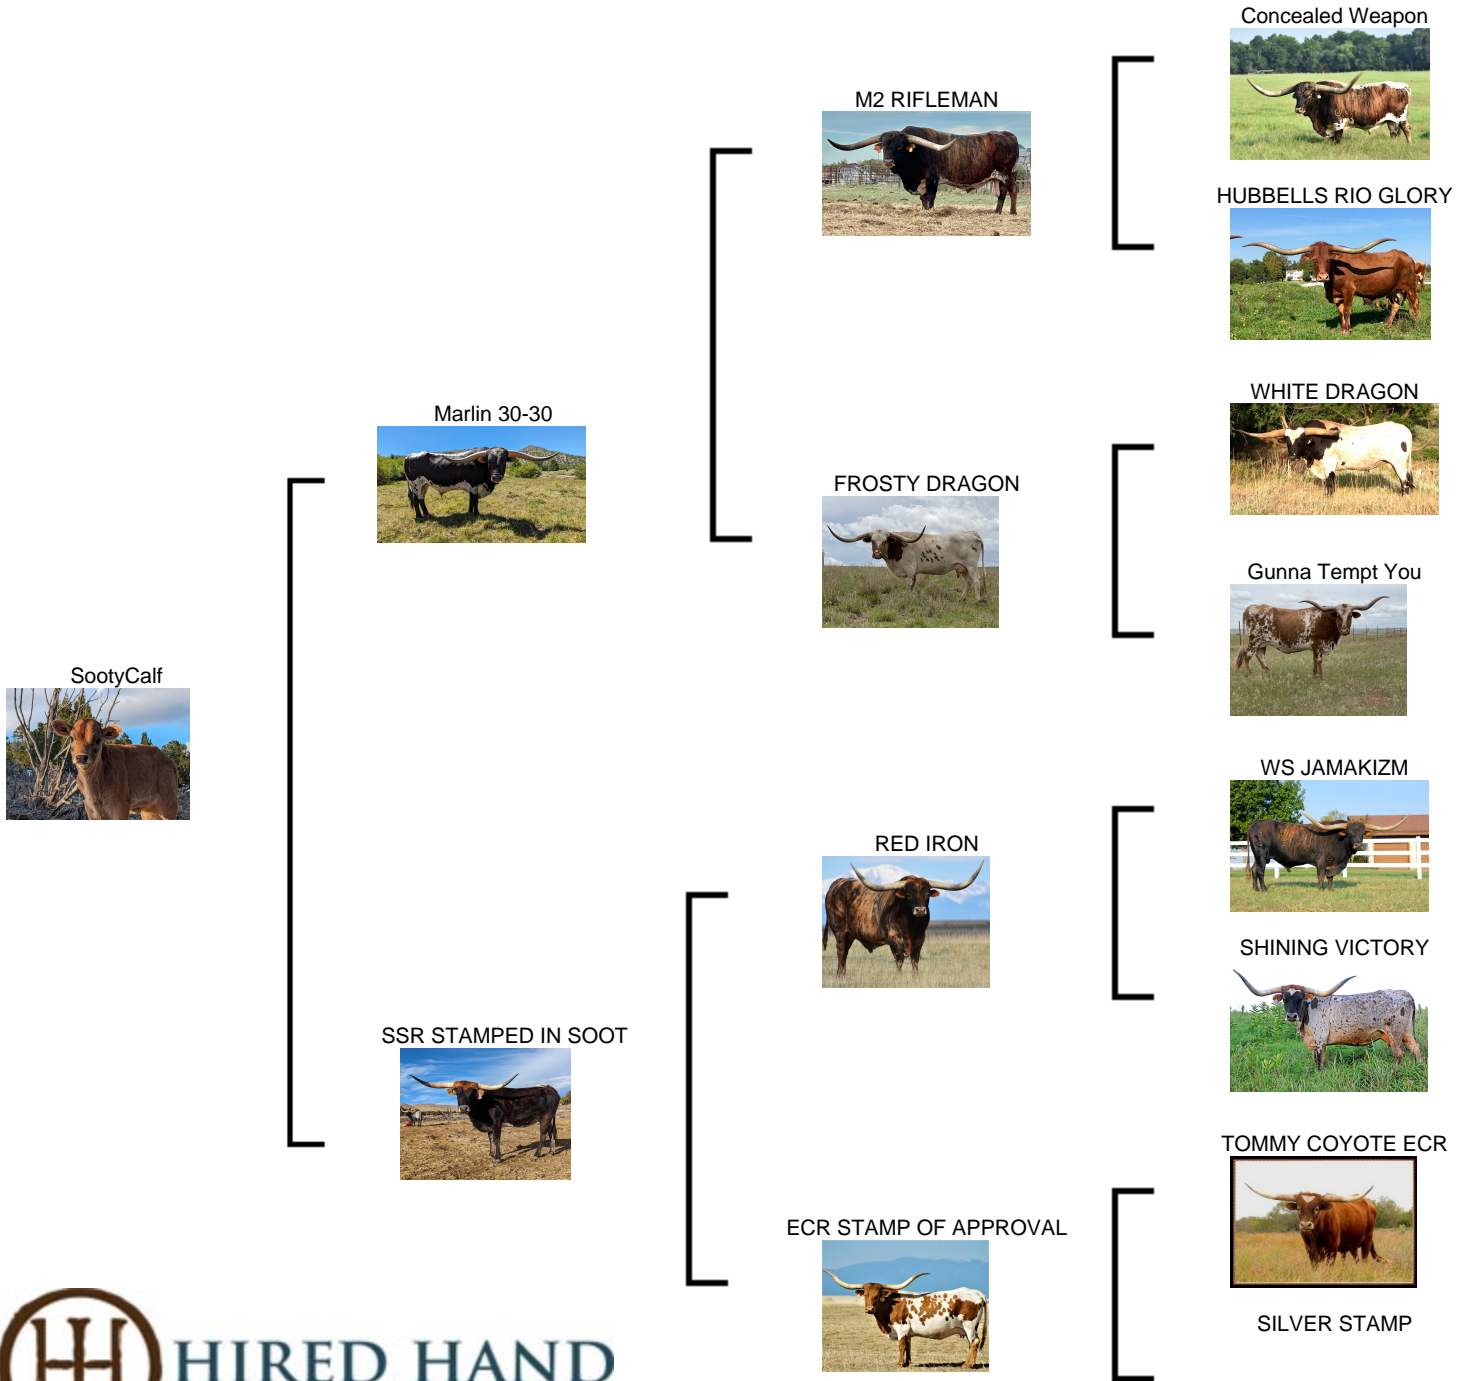 Concealed Weapon
M2 RIFLEMAN
HUBBELLS RIO GLORY
WHITE DRAGON
Marlin 30-30
FROSTY DRAGON
Gunna Tempt You
SootyCalf
WS JAMAKIZM
RED IRON
SHINING VICTORY
SSR STAMPED IN SOOT
TOMMY COYOTE ECR
ECR STAMP OF APPROVAL
SILVER STAMP
HIRED HAND